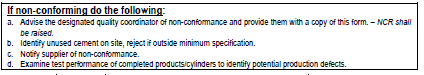 If non-conforming do the following:
a. Advise the designated quality coordinator of non-conformance and provide them with a copy of this form. – NCR shall
be raised.
b. Identify unused cement on site, reject if outside minimum specification.
c. Notify supplier of non-conformance.
d. Examine test performance of completed products/cylinders to identify potential production defects.